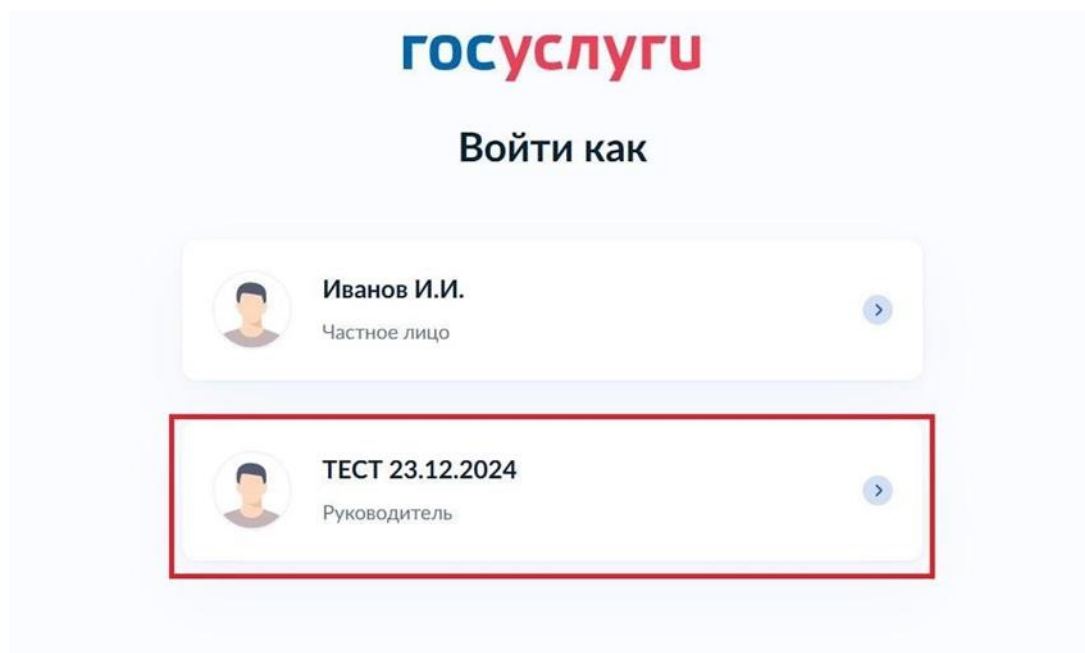 госуслуги
Войти как
Иванов И.И.
Частное лицо
ТЕСТ 23.12.2024
Руководитель